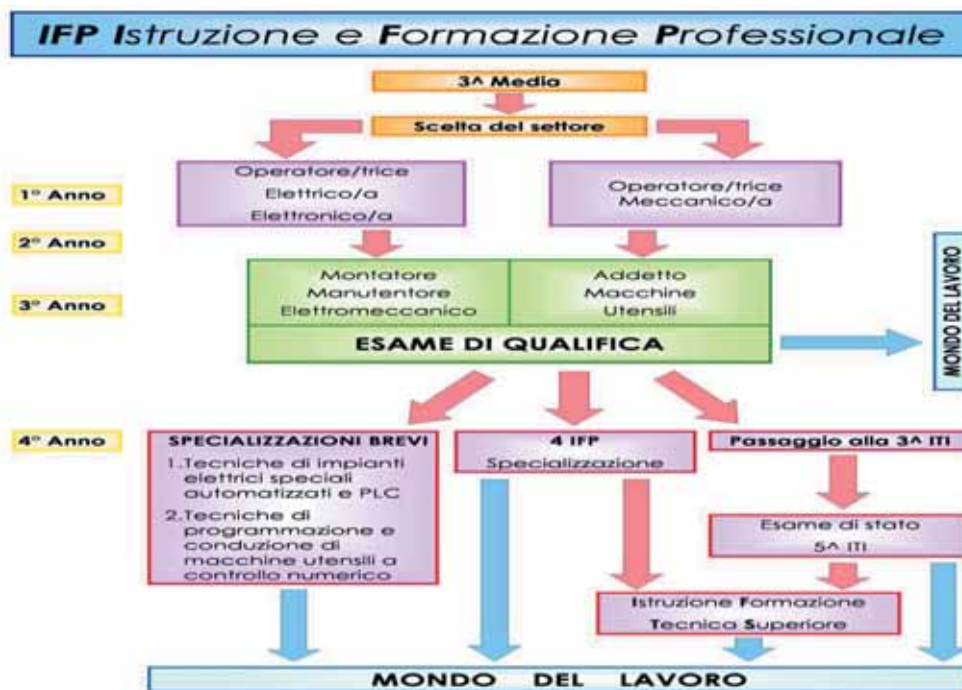 IFP Istruzione e Formazione Professionale
3^ Media
Scelta del settore
1° Anno
Operatore/trice
Elettrico/a
Elettronico/a
Operatore/trice
Meccanico/a
2° Anno
3° Anno
Montatore
Manutentore
Elettromeccanico
Addetto
Macchine
Utensili
ESAME DI QUALIFICA
MONDO DEL LAVORO
4° Anno
SPECIALIZZAZIONI BREVI
1.Tecniche di impianti
elettrici speciali
automatizzati e PLC
2.Tecniche di
programmazione e
conduzione di
macchine utensili a
controllo numerico
4 IFP
Specializzazione
Passaggio alla 3^ ITI
Esame di stato
5^ ITI
Istruzione Formazione
Tecnica Superiore
MONDO DEL LAVORO